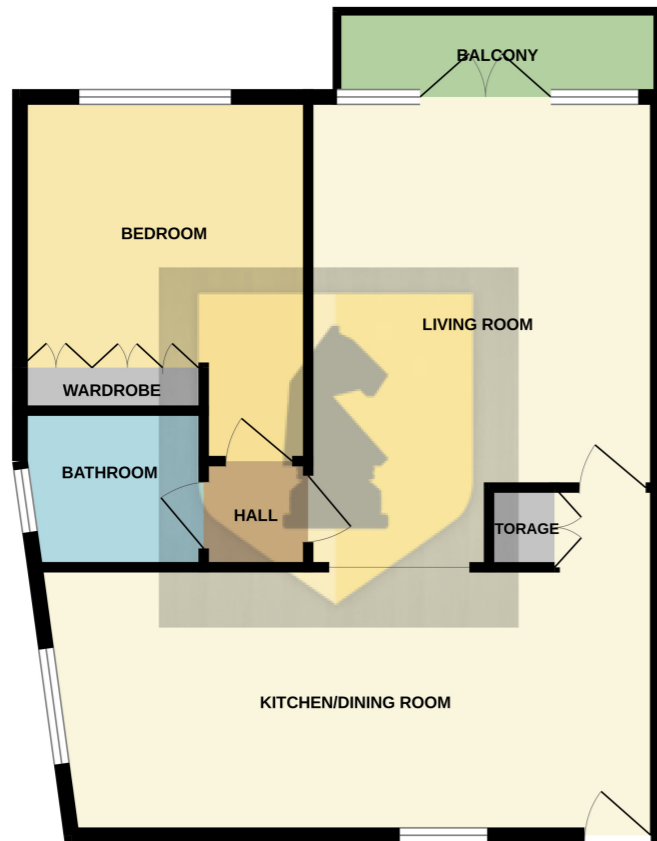 BALCONY
BEDROOM
LIVING ROOM
WARDROBE
BATHROOM
HALL
TORAGE
KITCHEN/DINING ROOM